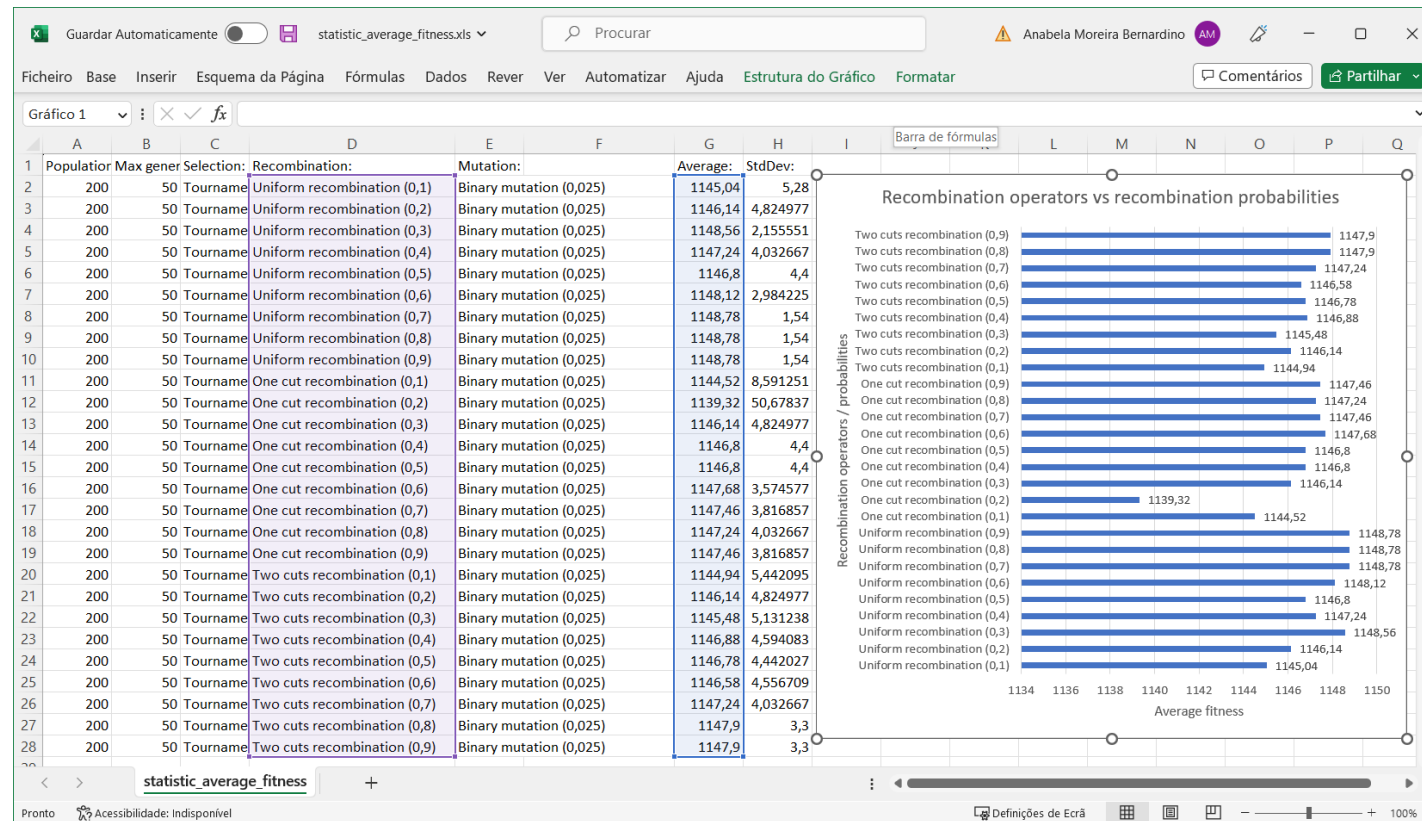 Guardar Automaticamente statistic_average_fitness.xls Procurar Anabela Moreira Bernardino AM
Ficheiro Base Inserir Esquema da Página Fórmulas Dados Rever Ver Automatizar Ajuda Estrutura do Gráfico Formatar Comentários Partilhar
Gráfico 1 fx
Barra de fórmulas
A B C D E F G H I L M N O P Q
1 Population Max gener Selection: Recombination: Mutation: Average: StdDev:
2 200 50 Tourname Uniform recombination (0,1) Binary mutation (0,025) 1145,04 5,28
3 200 50 Tourname Uniform recombination (0,2) Binary mutation (0,025) 1146,14 4,824977
4 200 50 Tourname Uniform recombination (0,3) Binary mutation (0,025) 1148,56 2,155551
5 200 50 Tourname Uniform recombination (0,4) Binary mutation (0,025) 1147,24 4,032667
6 200 50 Tourname Uniform recombination (0,5) Binary mutation (0,025) 1146,8 4,4
7 200 50 Tourname Uniform recombination (0,6) Binary mutation (0,025) 1148,12 2,984225
8 200 50 Tourname Uniform recombination (0,7) Binary mutation (0,025) 1148,78 1,54
9 200 50 Tourname Uniform recombination (0,8) Binary mutation (0,025) 1148,78 1,54
10 200 50 Tourname Uniform recombination (0,9) Binary mutation (0,025) 1148,78 1,54
11 200 50 Tourname One cut recombination (0,1) Binary mutation (0,025) 1144,52 8,591251
12 200 50 Tourname One cut recombination (0,2) Binary mutation (0,025) 1139,32 50,67837
13 200 50 Tourname One cut recombination (0,3) Binary mutation (0,025) 1146,14 4,824977
14 200 50 Tourname One cut recombination (0,4) Binary mutation (0,025) 1146,8 4,4
15 200 50 Tourname One cut recombination (0,5) Binary mutation (0,025) 1146,8 4,4
16 200 50 Tourname One cut recombination (0,6) Binary mutation (0,025) 1147,68 3,574577
17 200 50 Tourname One cut recombination (0,7) Binary mutation (0,025) 1147,46 3,816857
18 200 50 Tourname One cut recombination (0,8) Binary mutation (0,025) 1147,24 4,032667
19 200 50 Tourname One cut recombination (0,9) Binary mutation (0,025) 1147,46 3,816857
20 200 50 Tourname Two cuts recombination (0,1) Binary mutation (0,025) 1144,94 5,442095
21 200 50 Tourname Two cuts recombination (0,2) Binary mutation (0,025) 1146,14 4,824977
22 200 50 Tourname Two cuts recombination (0,3) Binary mutation (0,025) 1145,48 5,131238
23 200 50 Tourname Two cuts recombination (0,4) Binary mutation (0,025) 1146,88 4,594083
24 200 50 Tourname Two cuts recombination (0,5) Binary mutation (0,025) 1146,78 4,442027
25 200 50 Tourname Two cuts recombination (0,6) Binary mutation (0,025) 1146,58 4,556709
26 200 50 Tourname Two cuts recombination (0,7) Binary mutation (0,025) 1147,24 4,032667
27 200 50 Tourname Two cuts recombination (0,8) Binary mutation (0,025) 1147,9 3,3
28 200 50 Tourname Two cuts recombination (0,9) Binary mutation (0,025) 1147,9 3,3
Recombination operators vs recombination probabilities
Recombination operators / probabilities
Two cuts recombination (0,9) 1147,9
Two cuts recombination (0,8) 1147,9
Two cuts recombination (0,7) 1147,24
Two cuts recombination (0,6) 1146,58
Two cuts recombination (0,5) 1146,78
Two cuts recombination (0,4) 1146,88
Two cuts recombination (0,3) 1145,48
Two cuts recombination (0,2) 1146,14
Two cuts recombination (0,1) 1144,94
One cut recombination (0,9) 1147,46
One cut recombination (0,8) 1147,24
One cut recombination (0,7) 1147,46
One cut recombination (0,6) 1147,68
One cut recombination (0,5) 1146,8
One cut recombination (0,4) 1146,8
One cut recombination (0,3) 1146,14
One cut recombination (0,2) 1139,32
One cut recombination (0,1) 1144,52
Uniform recombination (0,9) 1148,78
Uniform recombination (0,8) 1148,78
Uniform recombination (0,7) 1148,78
Uniform recombination (0,6) 1148,12
Uniform recombination (0,5) 1146,8
Uniform recombination (0,4) 1147,24
Uniform recombination (0,3) 1148,56
Uniform recombination (0,2) 1146,14
Uniform recombination (0,1) 1145,04
1134 1136 1138 1140 1142 1144 1146 1148 1150
Average fitness
statistic_average_fitness
Pronto Acessibilidade: Indisponível Definições de Ecrã 100%